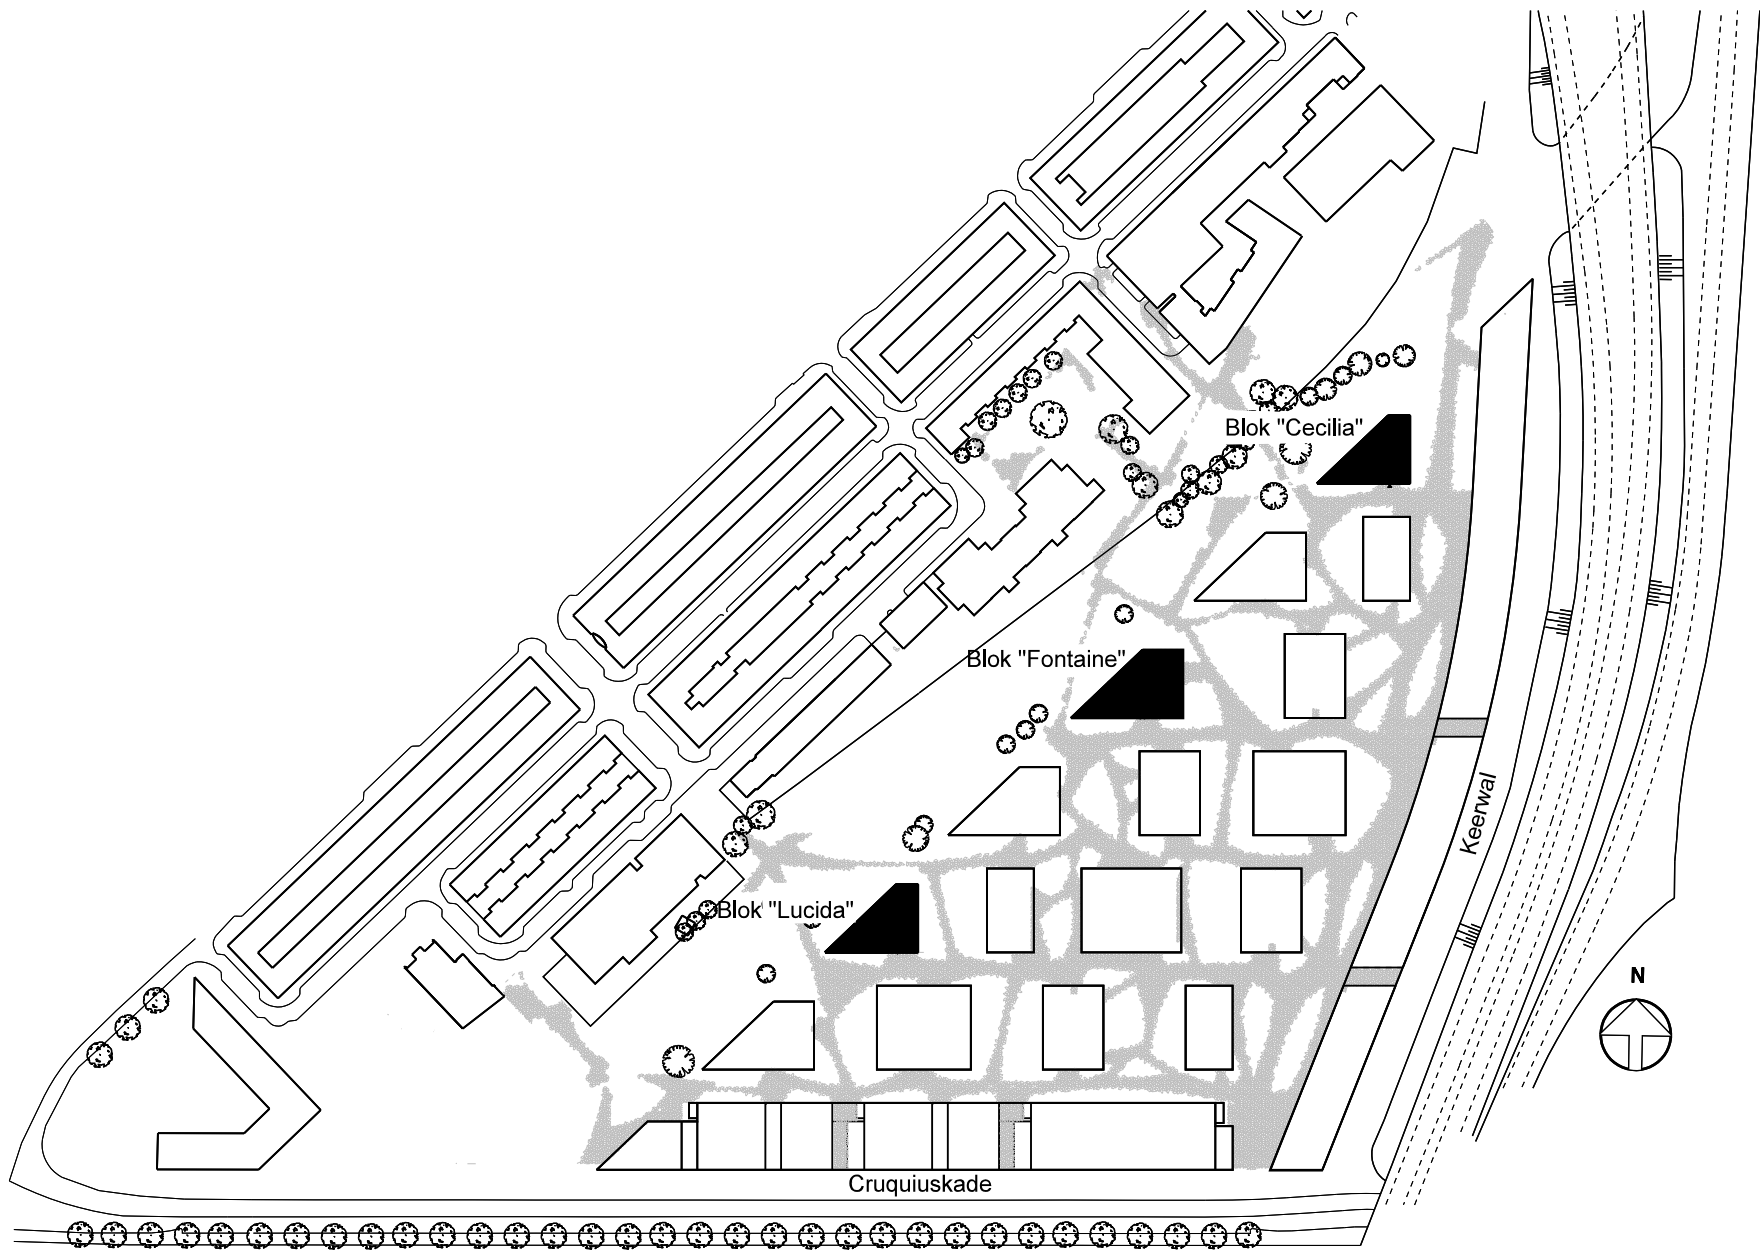 Blok "Cecilia"
Blok "Fontaine"
Keerwal
Blok "Lucida"
N
Cruquiuskade